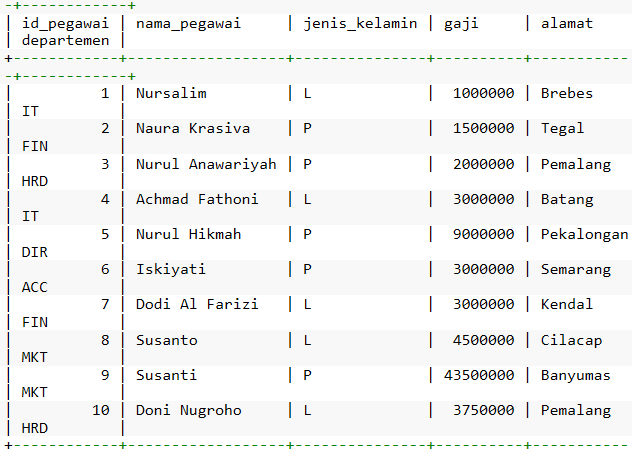 -+------------+
| id_pegawai | nama_pegawai    | jenis_kelamin | gaji     | alamat
| departemen |
+------------+-----------------+---------------+----------+-----------
-+------------+
|          1 | Nursalim        | L             |  1000000 | Brebes
| IT         |
|          2 | Naura Krasiva   | P             |  1500000 | Tegal
| FIN        |
|          3 | Nurul Anawariyah | P             |  2000000 | Pemalang
| HRD        |
|          4 | Achmad Fathoni  | L             |  3000000 | Batang
| IT         |
|          5 | Nurul Hikmah    | P             |  9000000 | Pekalongan
| DIR        |
|          6 | Iskiyati        | P             |  3000000 | Semarang
| ACC        |
|          7 | Dodi Al Farizi  | L             |  3000000 | Kendal
| FIN        |
|          8 | Susanto         | L             |  4500000 | Cilacap
| MKT        |
|          9 | Susanti         | P             | 43500000 | Banyumas
| MKT        |
|         10 | Doni Nugroho    | L             |  3750000 | Pemalang
| HRD        |
+------------+-----------------+---------------+----------+-----------